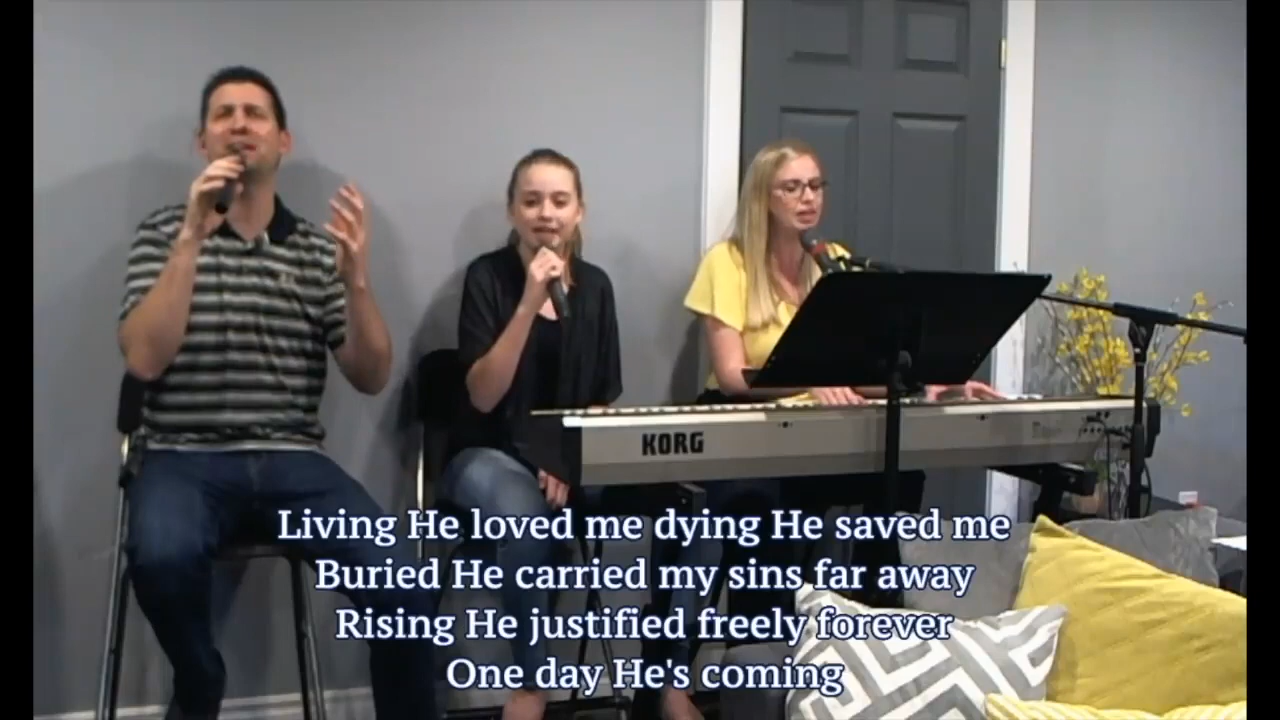 KORG
Living He loved me dying He saved me
Buried He carried my sins far away
Rising He justified freely forever
One day He's coming